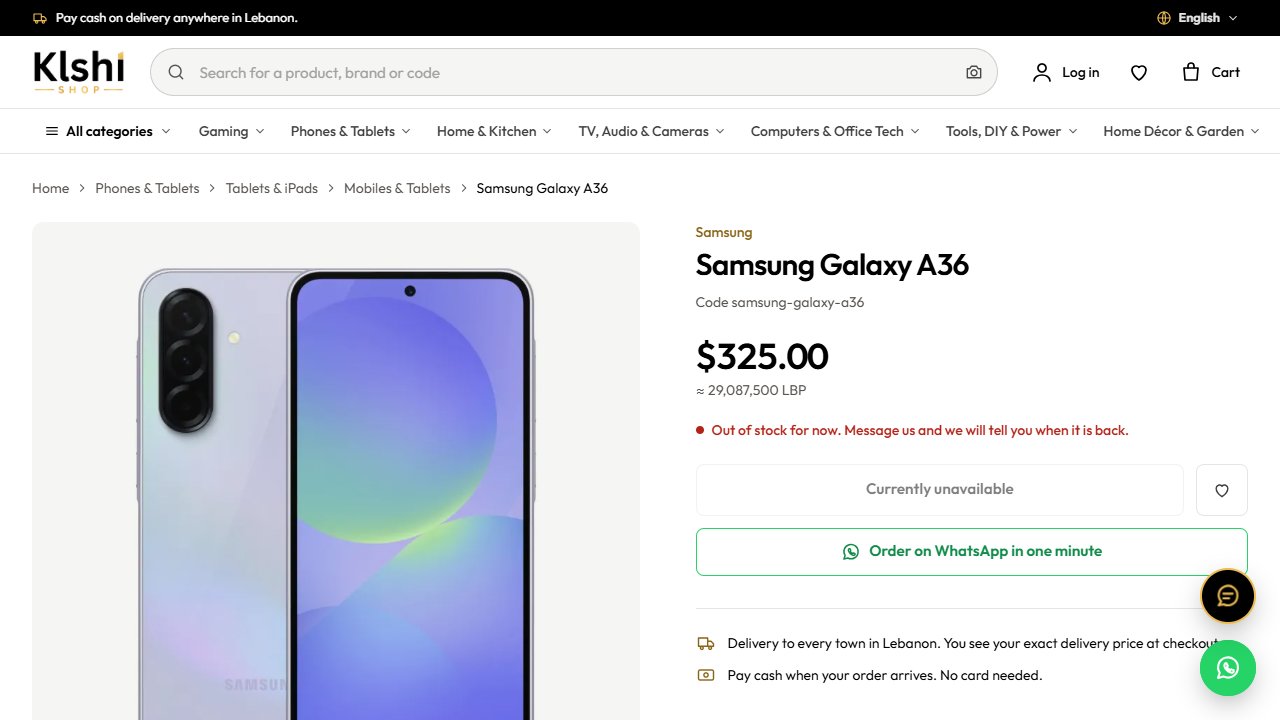 Pay cash on delivery anywhere in Lebanon.
English
Klshi
SHOP
Search for a product, brand or code
Log in
Cart
All categories
Gaming
Phones & Tablets
Home & Kitchen
TV, Audio & Cameras
Computers & Office Tech
Tools, DIY & Power
Home Décor & Garden
Home > Phones & Tablets > Tablets & iPads > Mobiles & Tablets > Samsung Galaxy A36
Samsung
Samsung Galaxy A36
Code samsung-galaxy-a36
$325.00
≈ 29,087,500 LBP
Out of stock for now. Message us and we will tell you when it is back.
Currently unavailable
Order on WhatsApp in one minute
Delivery to every town in Lebanon. You see your exact delivery price at checkout
Pay cash when your order arrives. No card needed.